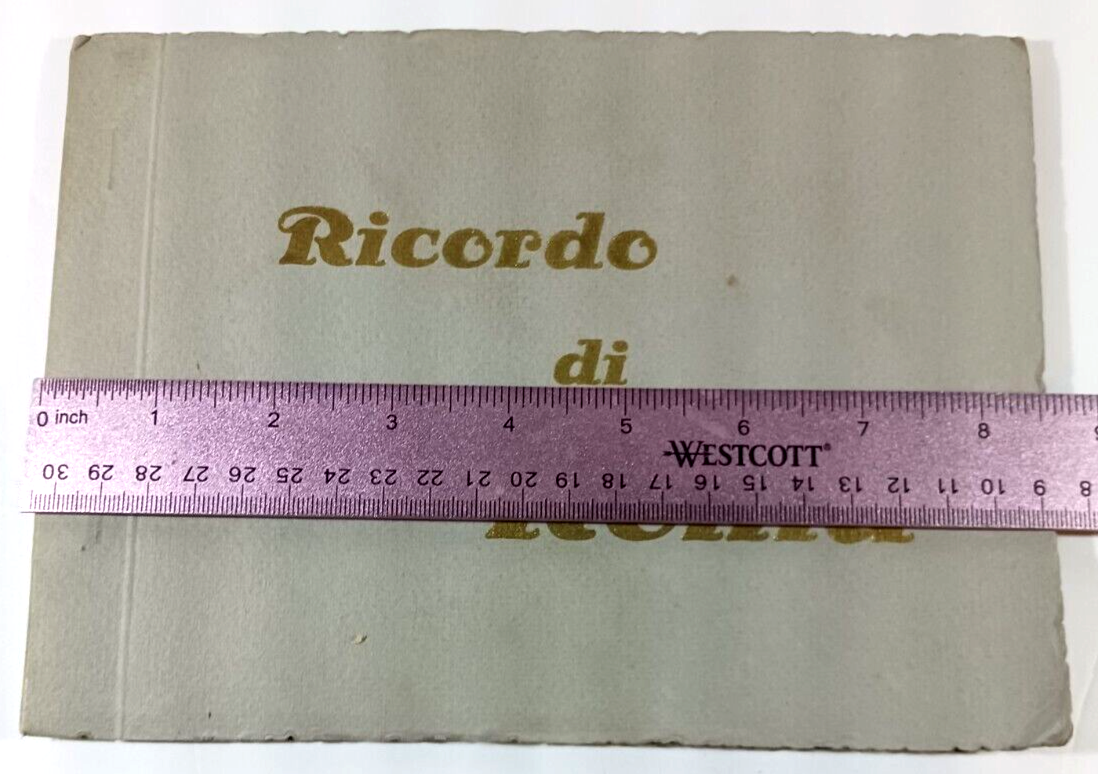 Ricordo
di
0 inch 1 2 3 4 5 6 7 8
WESTCOTT®
30 29 28 27 26 25 24 23 22 21 20 19 18 17 16 15 14 13 12 11 10 9 8
Roma